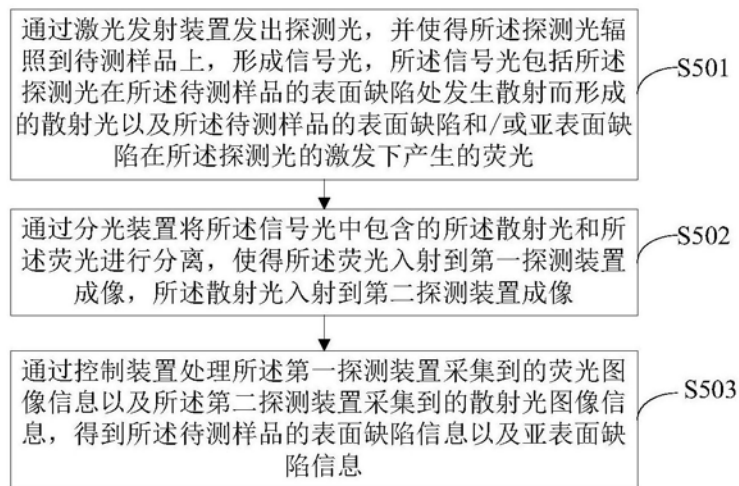 通过激光发射装置发出探测光，并使得所述探测光辐
照到待测样品上，形成信号光，所述信号光包括所述
探测光在所述待测样品的表面缺陷处发生散射而形成
的散射光以及所述待测样品的表面缺陷和/或亚表面缺
陷在所述探测光的激发下产生的荧光
S501
通过分光装置将所述信号光中包含的所述散射光和所
述荧光进行分离，使得所述荧光入射到第一探测装置
成像，所述散射光入射到第二探测装置成像
S502
通过控制装置处理所述第一探测装置采集到的荧光图
像信息以及所述第二探测装置采集到的散射光图像信
息，得到所述待测样品的表面缺陷信息以及亚表面缺
陷信息
S503